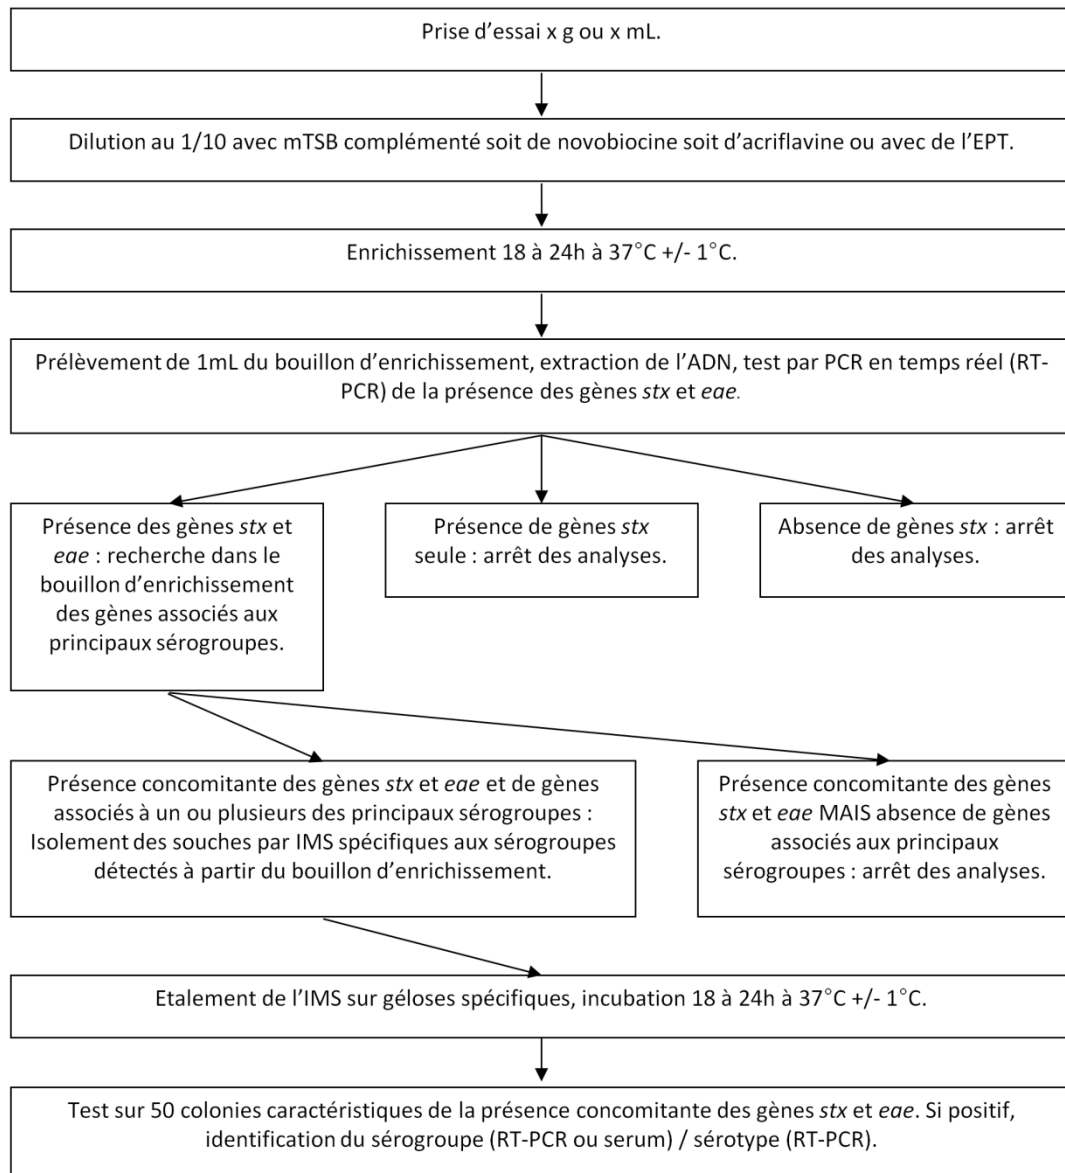 Prise d'essai x g ou x mL.
Dilution au 1/10 avec mTSB complémenté soit de novobiocine soit d'acriflavine ou avec de l'EPT.
Enrichissement 18 à 24h à 37°C +/- 1°C.
Prélèvement de 1mL du bouillon d'enrichissement, extraction de l'ADN, test par PCR en temps réel (RT-
PCR) de la présence des gènes stx et eae.
Présence des gènes stx et
eae : recherche dans le
bouillon d'enrichissement
des gènes associés aux
principaux sérogroupes.
Présence de gènes stx
seule : arrêt des analyses.
Absence de gènes stx : arrêt
des analyses.
Présence concomitante des gènes stx et eae et de gènes
associés à un ou plusieurs des principaux sérogroupes :
Isolement des souches par IMS spécifiques aux sérogroupes
détectés à partir du bouillon d'enrichissement.
Présence concomitante des gènes
stx et eae MAIS absence de gènes
associés aux principaux
sérogroupes : arrêt des analyses.
Etalement de l'IMS sur géloses spécifiques, incubation 18 à 24h à 37°C +/- 1°C.
Test sur 50 colonies caractéristiques de la présence concomitante des gènes stx et eae. Si positif,
identification du sérogroupe (RT-PCR ou serum) / sérotype (RT-PCR).